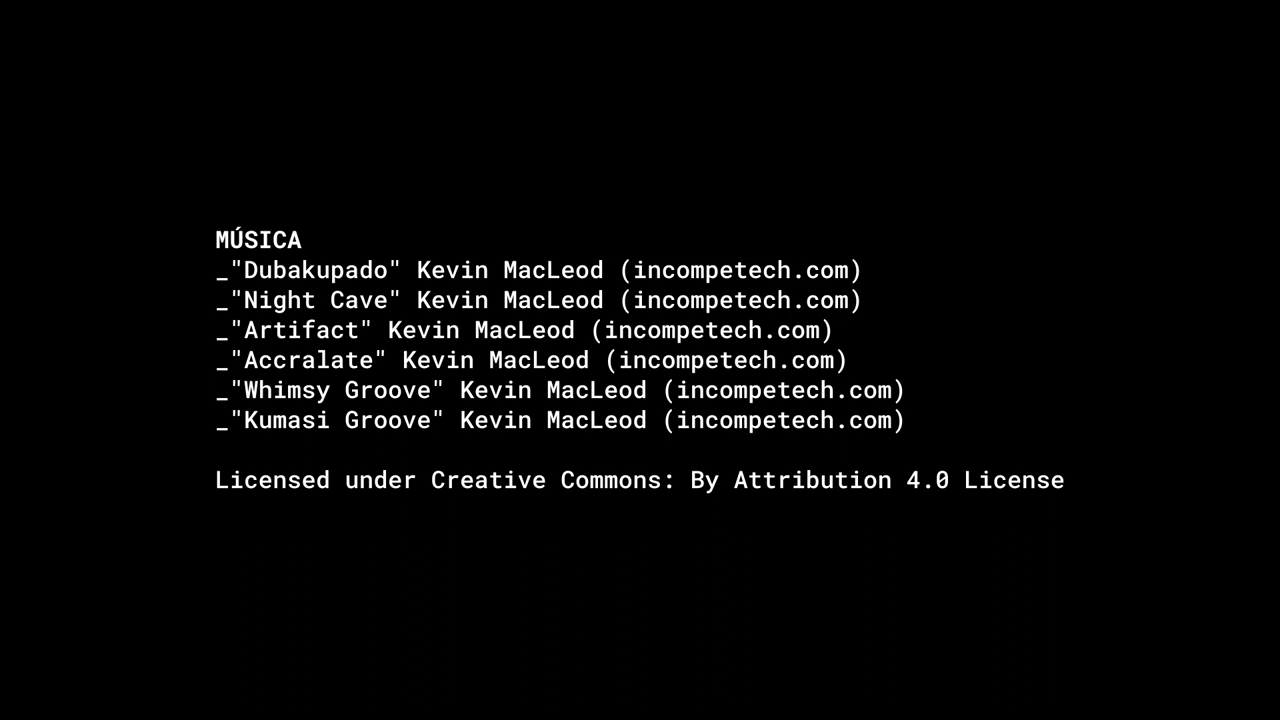 MÚSICA
_"Dubakupado" Kevin MacLeod (incompetech.com)
_"Night Cave" Kevin MacLeod (incompetech.com)
_"Artifact" Kevin MacLeod (incompetech.com)
_"Accralate" Kevin MacLeod (incompetech.com)
_"Whimsy Groove" Kevin MacLeod (incompetech.com)
_"Kumasi Groove" Kevin MacLeod (incompetech.com)
Licensed under Creative Commons: By Attribution 4.0 License